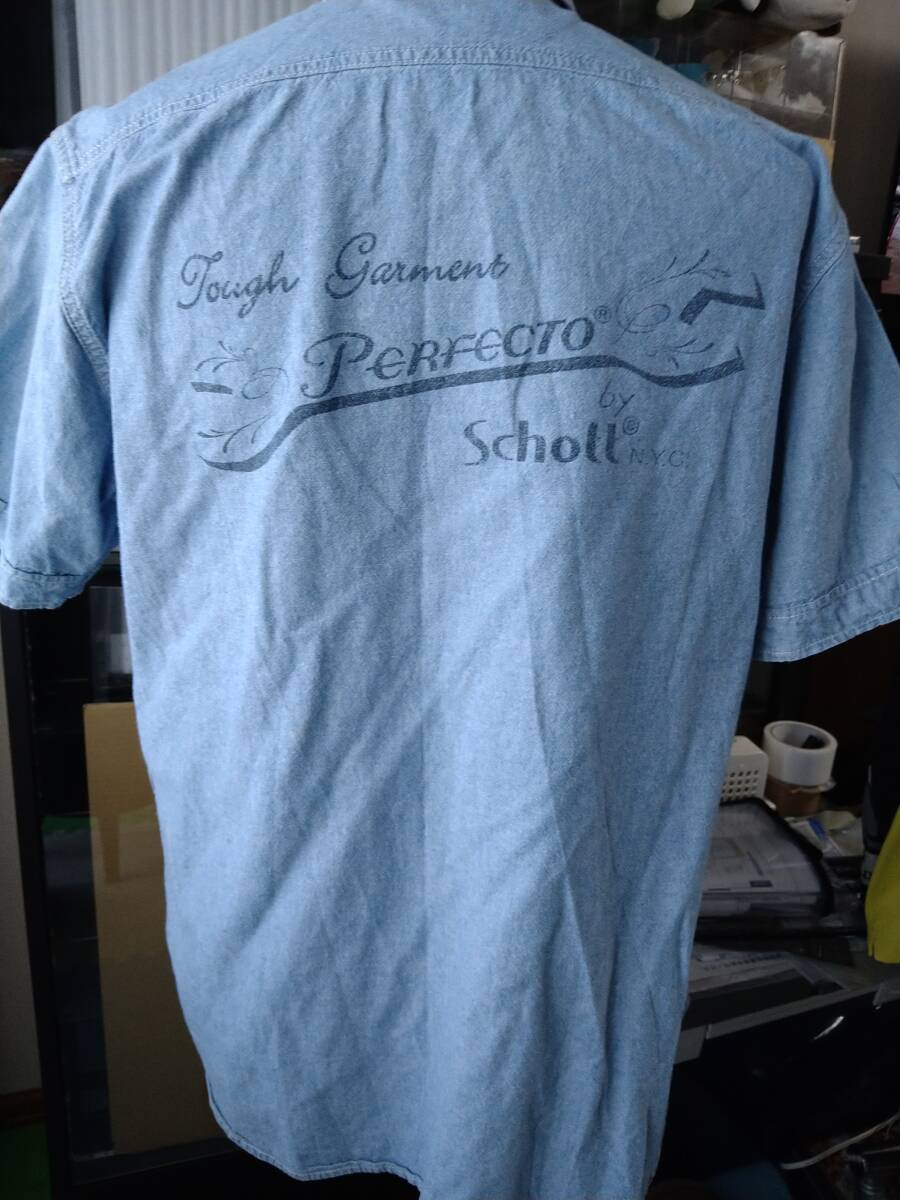 Tough Garment
PERFECTO®
by
Schott® N.Y.C.